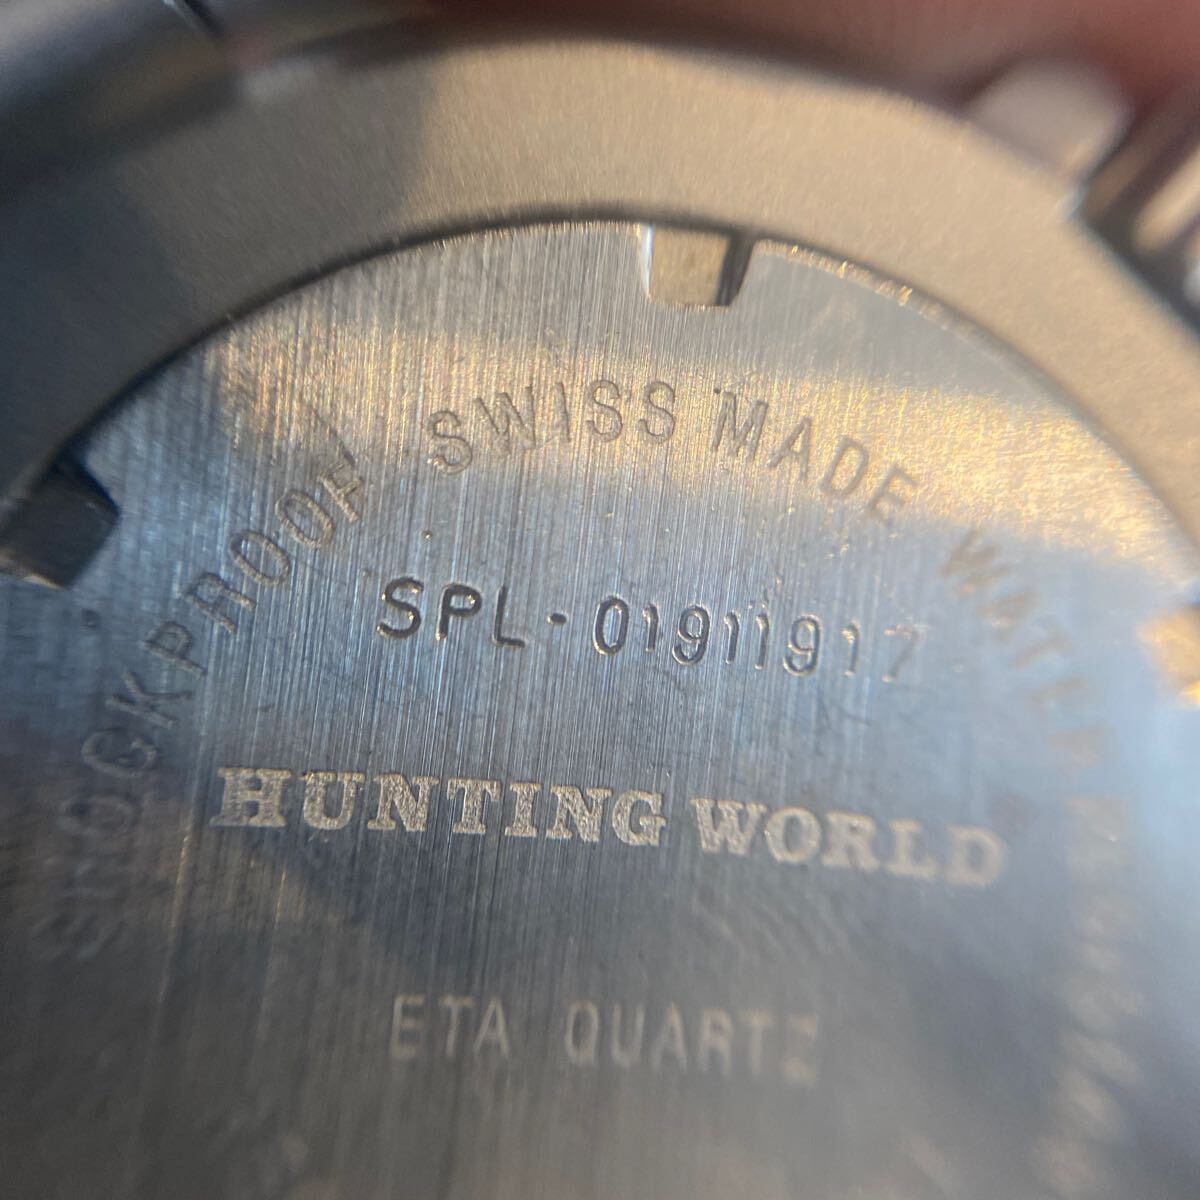 SHOCKPROOF SWISS MADE WATER
SPL-01911917
HUNTING WORLD
ETA QUARTZ